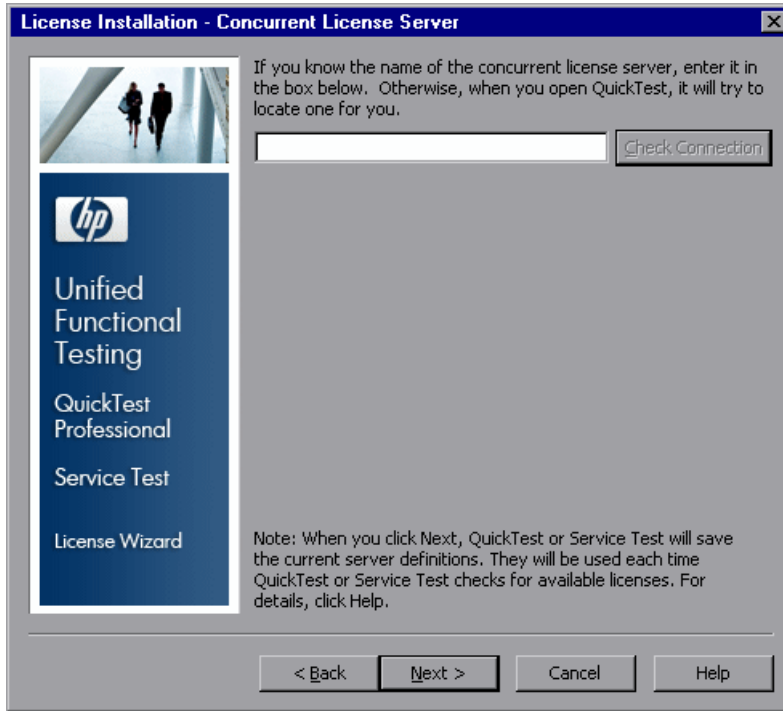 License Installation - Concurrent License Server
If you know the name of the concurrent license server, enter it in
the box below.  Otherwise, when you open QuickTest, it will try to
locate one for you.
Check Connection
hp
Unified
Functional
Testing
QuickTest
Professional
Service Test
License Wizard
Note: When you click Next, QuickTest or Service Test will save
the current server definitions. They will be used each time
QuickTest or Service Test checks for available licenses. For
details, click Help.
< Back
Next >
Cancel
Help